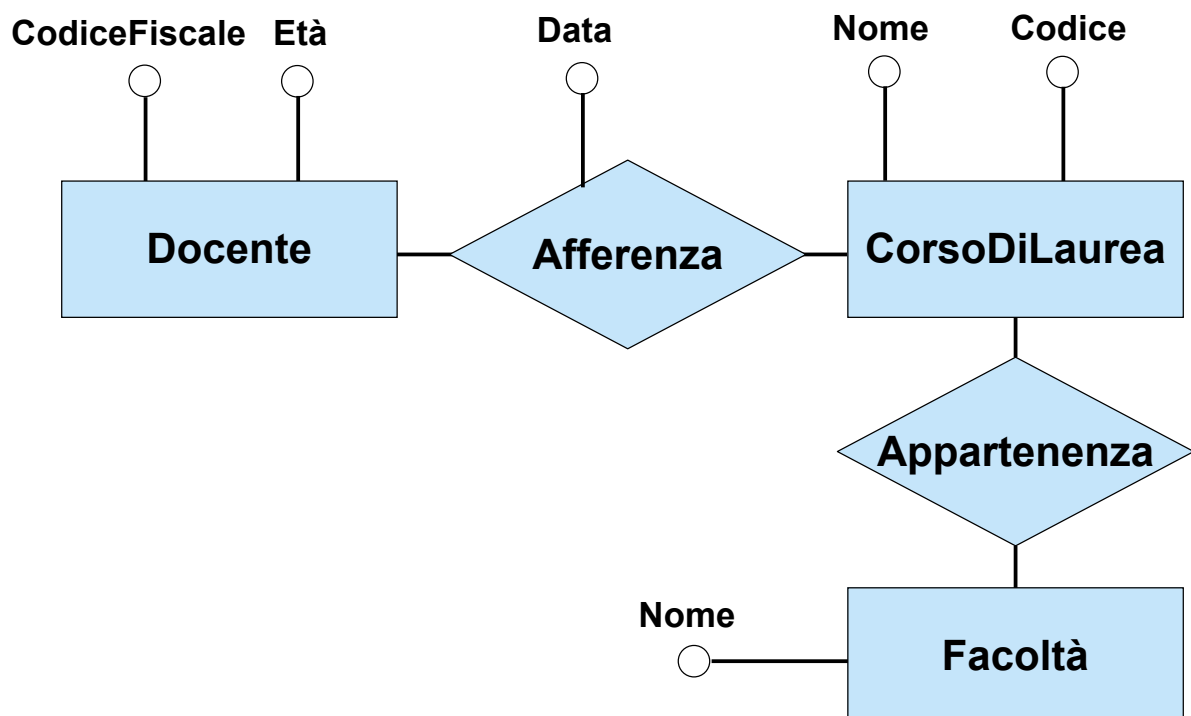 CodiceFiscale Età Data Nome Codice
Docente Afferenza CorsoDiLaurea
Appartenenza
Nome
Facoltà